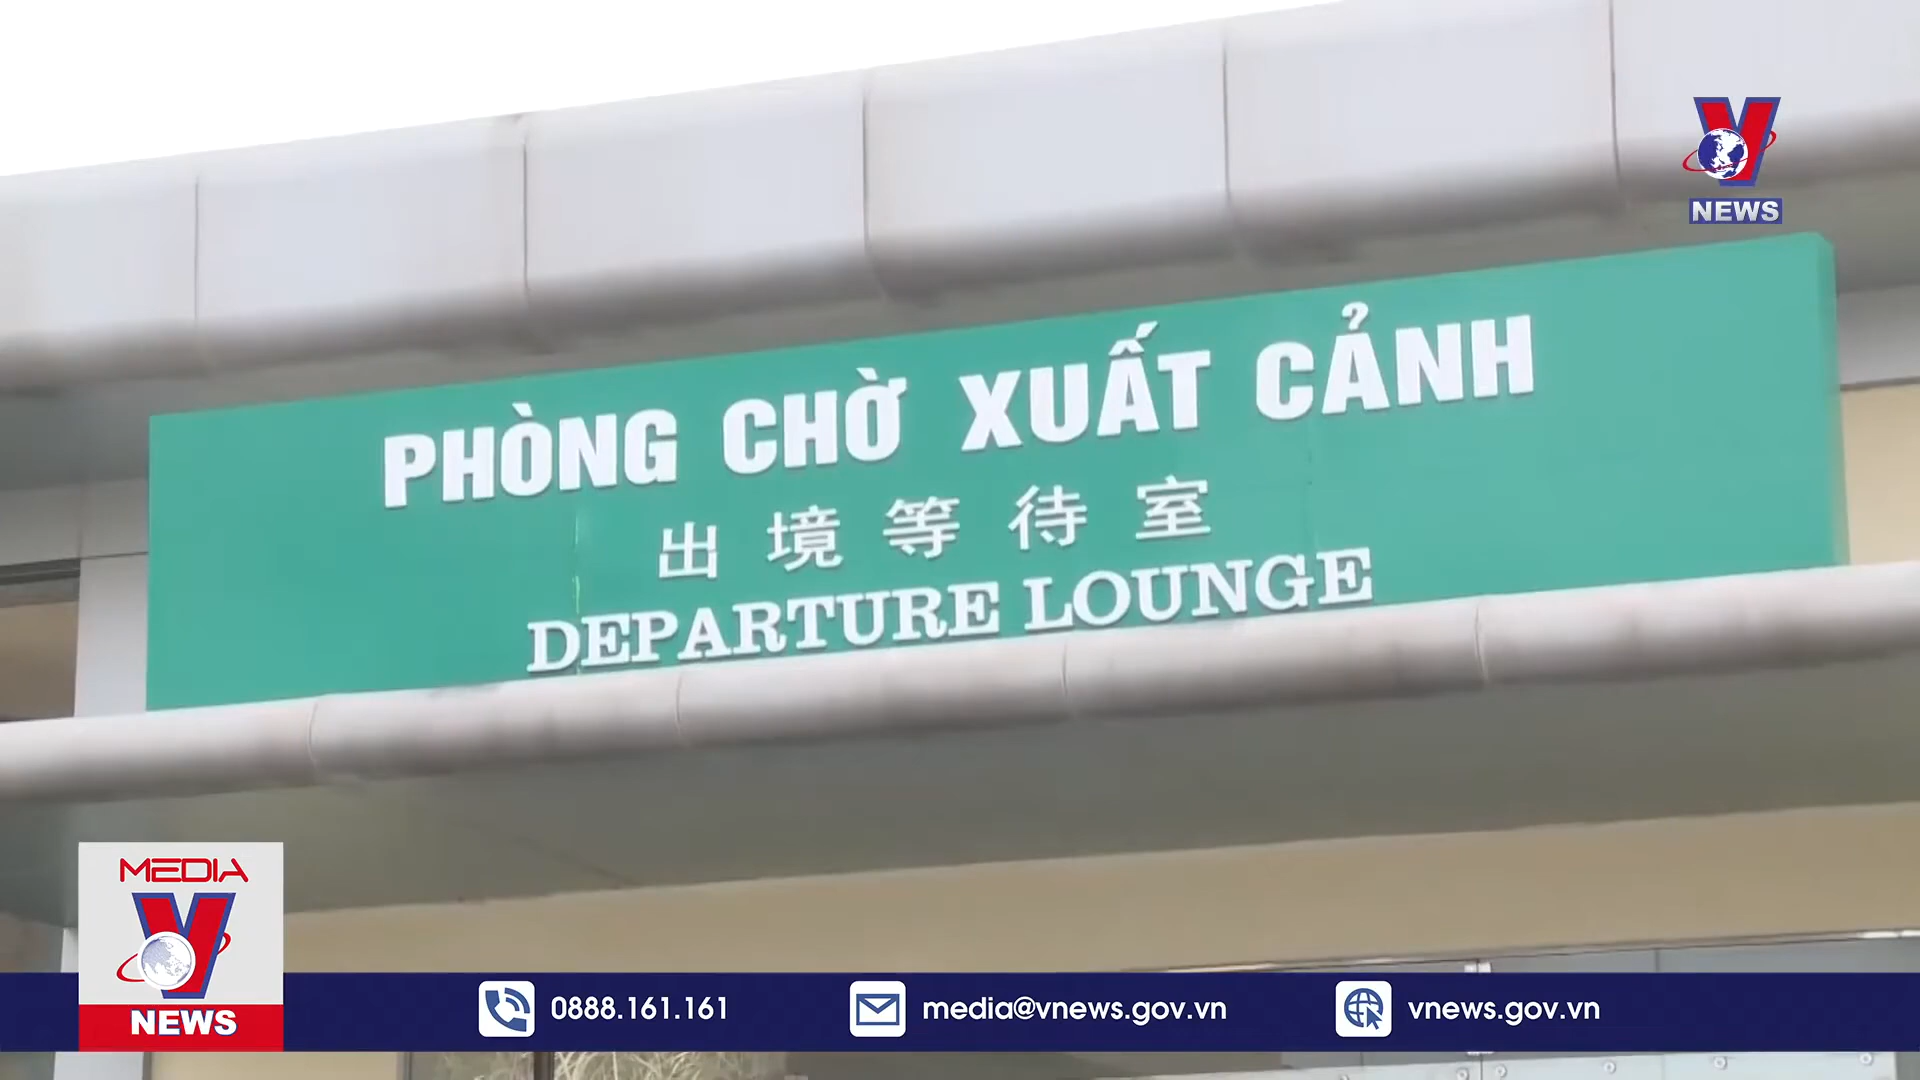 NEWS
PHÒNG CHỜ XUẤT CẢNH
出境等待室
DEPARTURE LOUNGE
MEDIA
NEWS
0888.161.161
media@vnews.gov.vn
vnews.gov.vn